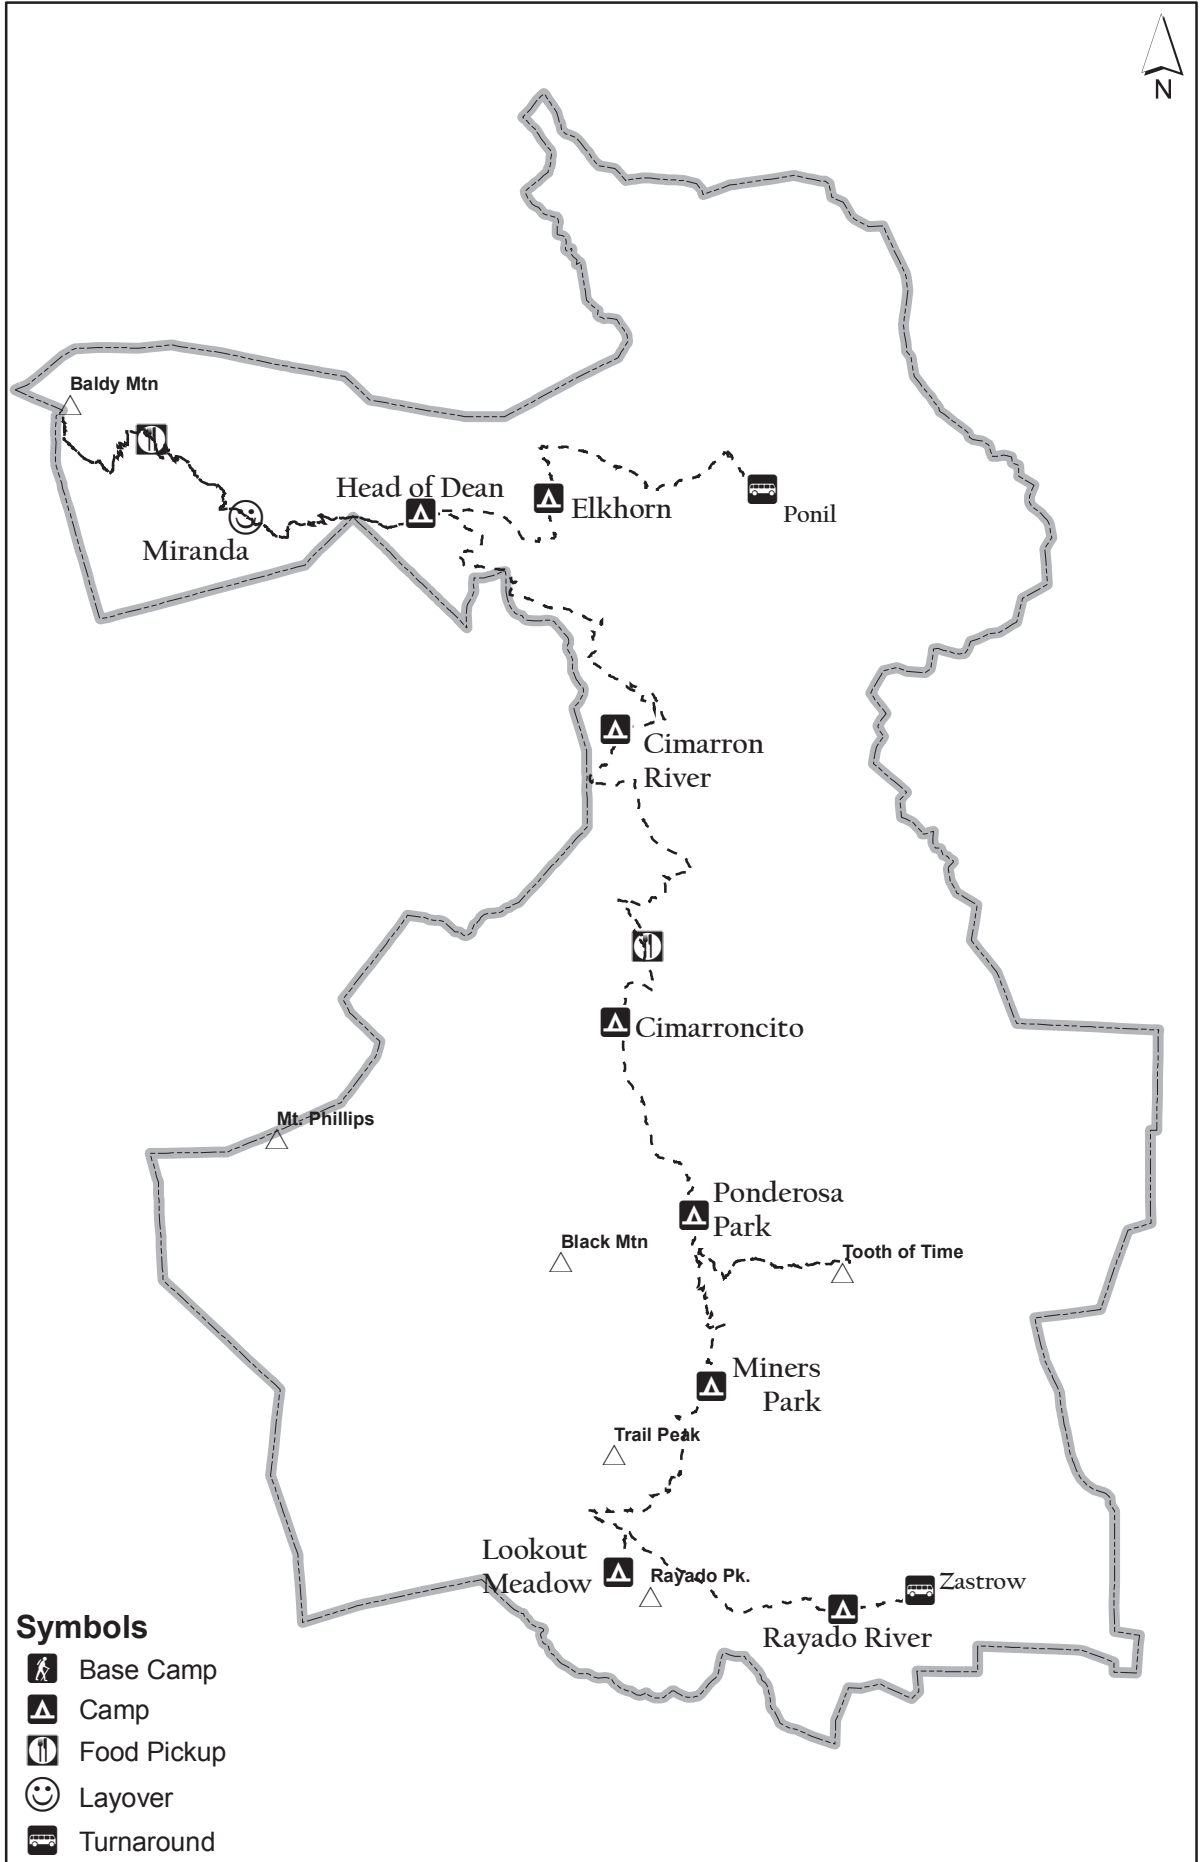 N
Baldy Mtn
Head of Dean
Elkhorn
Ponil
Miranda
Cimarron
River
Cimarroncito
Mt. Phillips
Ponderosa
Park
Black Mtn
Tooth of Time
Miners
Park
Trail Peak
Lookout
Meadow
Rayado Pk.
Zastrow
Rayado River
Symbols
Base Camp
Camp
Food Pickup
Layover
Turnaround